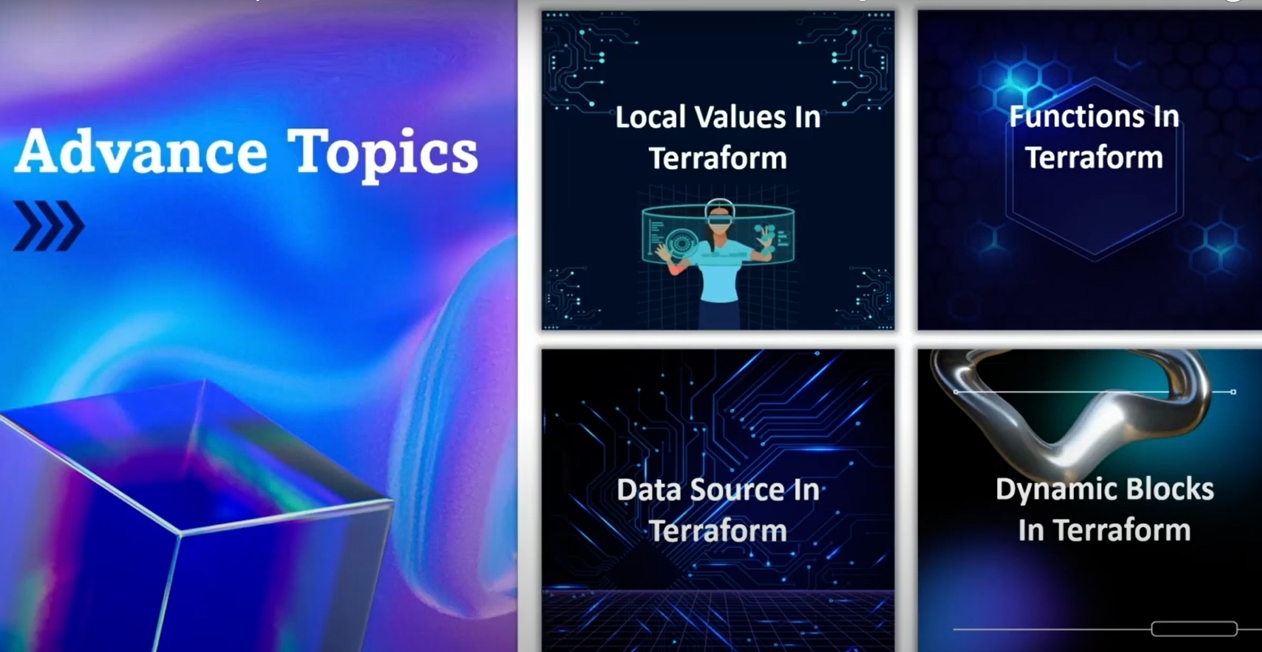 Advance Topics
Local Values In
Terraform
Functions In
Terraform
Data Source In
Terraform
Dynamic Blocks
In Terraform